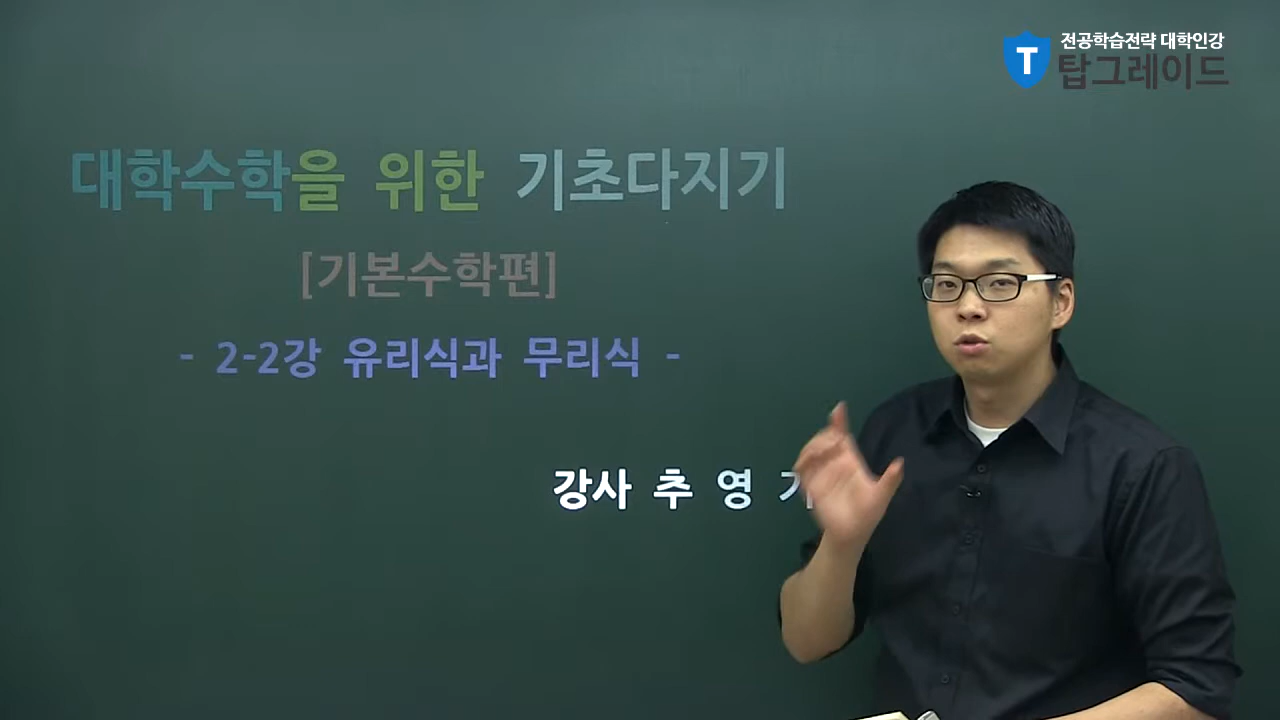 전공학습전략 대학인강
T 탑그레이드
대학수학을 위한 기초다지기
[기본수학편]
- 2-2강 유리식과 무리식 -
강사 추 영